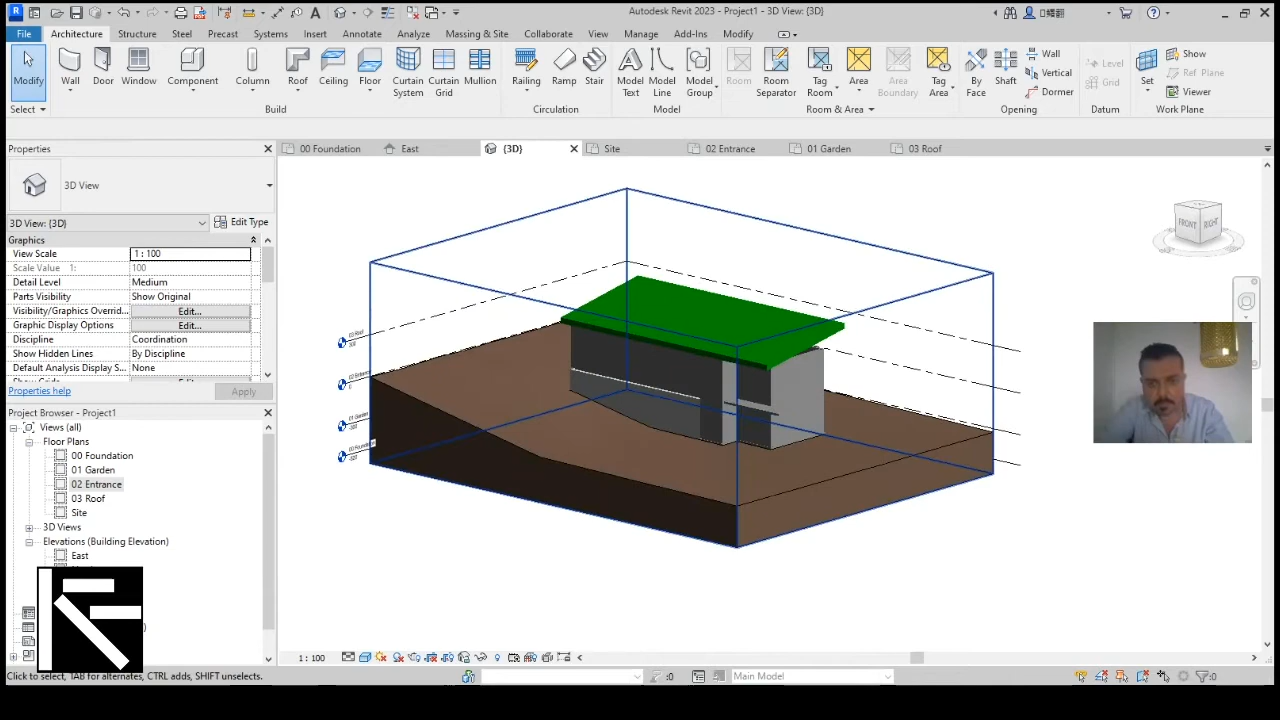 Autodesk Revit 2023 - Project1 - 3D View: {3D}
File Architecture Structure Steel Precast Systems Insert Annotate Analyze Massing & Site Collaborate View Manage Add-Ins Modify
Modify Wall Door Window Component Column Roof Ceiling Floor Curtain System Curtain Grid Mullion Railing Ramp Stair Model Text Model Line Model Group Room Room Separator Tag Room Area Area Boundary Tag Area By Face Shaft Wall Vertical Dormer Level Grid Set Show Ref Plane Viewer
Select Build Circulation Model Room & Area Opening Datum Work Plane
Properties
00 Foundation East {3D} Site 02 Entrance 01 Garden 03 Roof
3D View
3D View: {3D} Edit Type
Graphics
View Scale 1 : 100
Scale Value 1: 100
Detail Level Medium
Parts Visibility Show Original
Visibility/Graphics Overrid... Edit...
Graphic Display Options Edit...
Discipline Coordination
Show Hidden Lines By Discipline
Default Analysis Display S... None
Properties help Apply
Project Browser - Project1
Views (all)
Floor Plans
00 Foundation
01 Garden
02 Entrance
03 Roof
Site
3D Views
Elevations (Building Elevation)
East
FRONT RIGHT
1 : 100
Click to select, TAB for alternates, CTRL adds, SHIFT unselects.
:0 Main Model :0